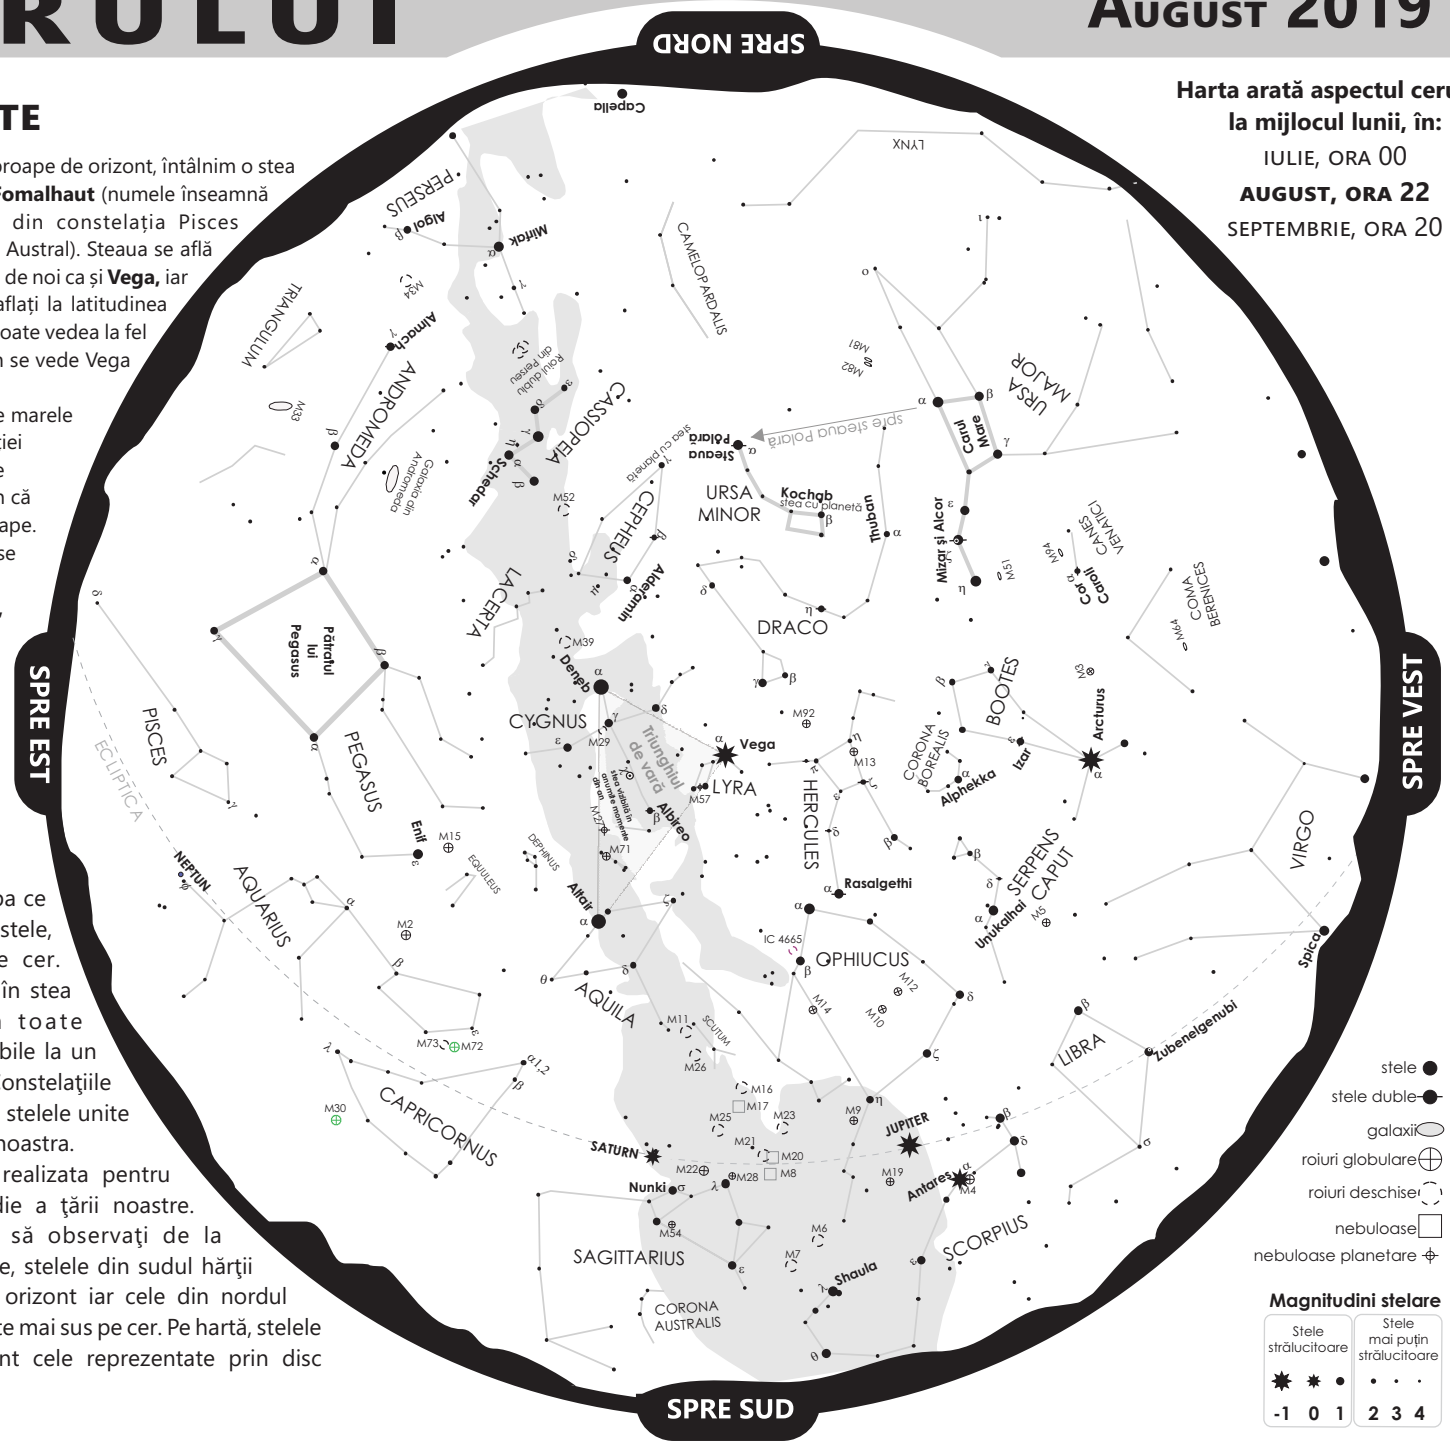 RULUI
AUGUST 2019
SPRE NORD
TE
proape de orizont, întâlnim o stea
Fomalhaut (numele înseamnă
din constelația Pisces
Austral). Steaua se află
de noi ca și Vega, iar
aflați la latitudinea
poate vedea la fel
se vede Vega
e marele
ției
e
că
ape.
se
,
pa ce
stele,
e cer.
în stea
toate
bile la un
Constelațiile
stelele unite
noastra.
realizata pentru
die a ţării noastre.
să observaţi de la
e, stelele din sudul hărţii
orizont iar cele din nordul
te mai sus pe cer. Pe hartă, stelele
nt cele reprezentate prin disc
Harta arată aspectul ceru
la mijlocul lunii, în:
IULIE, ORA 00
AUGUST, ORA 22
SEPTEMBRIE, ORA 20
Capella
LYNX
PERSEUS
Algol
β
Mirfak
α
γ
M34
CAMELOPARDALIS
TRIANGULUM
Almach
γ
Roiul dublu
din Perseu
M81
M82
ο
ι
URSA
MAJOR
ANDROMEDA
β
M33
Galaxia din
Andromeda
CASSIOPEIA
ε
δ
γ
η
α
β
Schedar
M52
stea cu planetă
γ
Steaua
Polară
α
spre steaua Polară
α
β
γ
Carul
Mare
URSA
MINOR
Kochab
stea cu planetă
β
Thuban
α
Mizar și Alcor
ε
ζ
η
M51
M94
CANES
VENATICI
Cor
Caroli
α
COMA
BERENICES
M64
CEPHEUS
β
δ
μ
α
Alderamin
LACERTA
DRACO
δ
η
γ
β
α
γ
β
α
Pătratul
lui
Pegasus
δ
M39
Deneb
α
CYGNUS
γ
δ
ε
M29
Triunghiul
de vară
χ
stea vizibilă în
anumite momente
din an
Albireo
β
Vega
α
LYRA
M57
M27
M71
M92
M13
HERCULES
η
π
ε
ζ
δ
β
Rasalgethi
α
BOOTES
β
γ
ε
Izar
M3
Arcturus
α
CORONA
BOREALIS
β
α
Alphekka
SPRE EST
SPRE VEST
PISCES
ECLIPTICA
γ
PEGASUS
Enif
ε
M15
EQUULEUS
DELPHINUS
NEPTUN
φ
AQUARIUS
α
β
ε
M2
M73
M72
Altair
α
ζ
θ
δ
AQUILA
M11
SCUTUM
M26
IC 4665
OPHIUCUS
α
β
δ
ζ
η
M14
M12
M10
SERPENS
CAPUT
β
δ
α
Unukalhai
M5
VIRGO
Spica
LIBRA
β
Zubenelgenubi
σ
λ
α1,2
β
M30
CAPRICORNUS
SATURN
M16
M17
M25
M23
M21
M20
M8
M22
M28
M9
JUPITER
M19
Antares
α
M4
β
δ
Nunki
σ
λ
M54
SAGITTARIUS
ε
M6
M7
Shaula
λ
SCORPIUS
ε
θ
CORONA
AUSTRALIS
SPRE SUD
stele
stele duble
galaxii
roiuri globulare
roiuri deschise
nebuloase
nebuloase planetare
Magnitudini stelare
Stele
strălucitoare
Stele
mai puțin
strălucitoare
-1 0 1 2 3 4